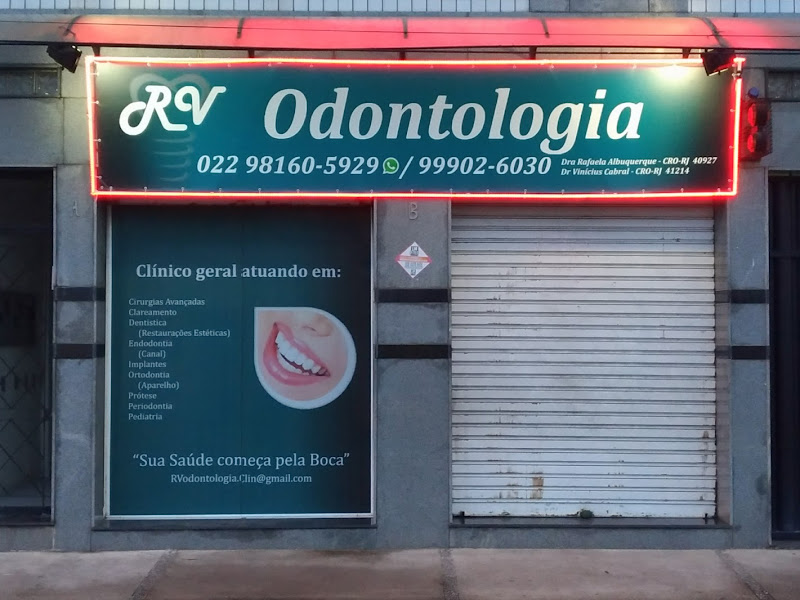 RV Odontologia
022 98160-5929 / 99902-6030
Dra Rafaela Albuquerque - CRO-RJ 40927
Dr Vinícius Cabral - CRO-RJ 41214
A
B
Clínico geral atuando em:
Cirurgias Avançadas
Clareamento
Dentistica
(Restaurações Estéticas)
Endodontia
(Canal)
Implantes
Ortodontia
(Aparelho)
Prótese
Periodontia
Pediatria
“Sua Saúde começa pela Boca”
RVodontologia.Clin@gmail.com